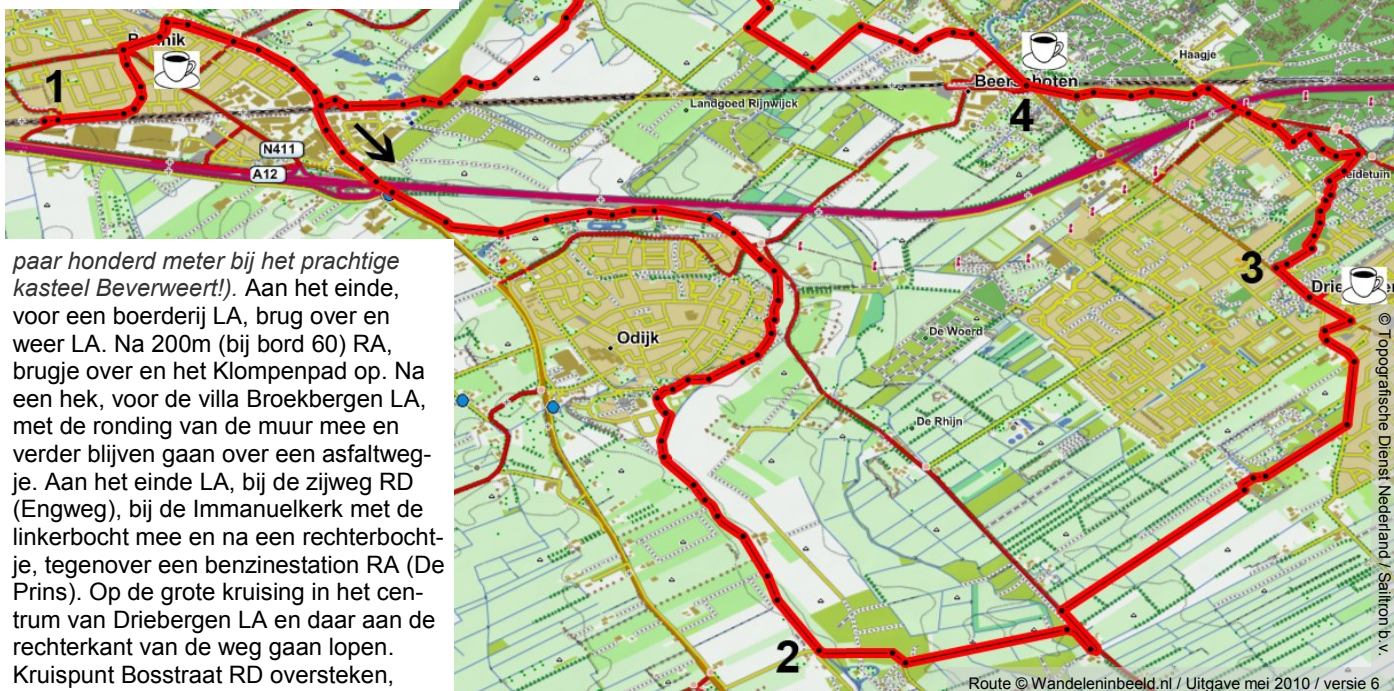 Bunnik
1
N411
A12
Landgoed Rijnwijck
Beerschoten
Haagje
4
3
Odijk
De Woerd
De Rhijn
2
paar honderd meter bij het prachtige
kasteel Beverweert!). Aan het einde,
voor een boerderij LA, brug over en
weer LA. Na 200m (bij bord 60) RA,
brugje over en het Klompenpad op. Na
een hek, voor de villa Broekbergen LA,
met de ronding van de muur mee en
verder blijven gaan over een asfaltweg-
je. Aan het einde LA, bij de zijweg RD
(Engweg), bij de Immanuelkerk met de
linkerbocht mee en na een rechterbocht-
je, tegenover een benzinestation RA (De
Prins). Op de grote kruising in het cen-
trum van Driebergen LA en daar aan de
rechterkant van de weg gaan lopen.
Kruispunt Bosstraat RD oversteken,
© Topografische Dienst Nederland / Sailtron b.v.
Route © Wandeleninbeeld.nl / Uitgave mei 2010 / versie 6